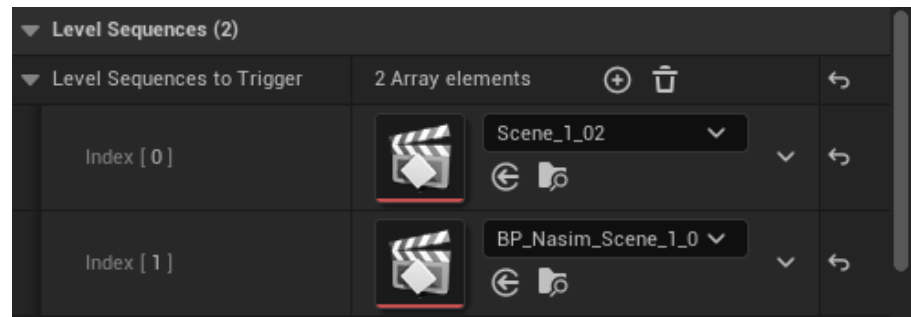 Level Sequences (2)
Level Sequences to Trigger 2 Array elements
Index [ 0 ] Scene_1_02
Index [ 1 ] BP_Nasim_Scene_1_0